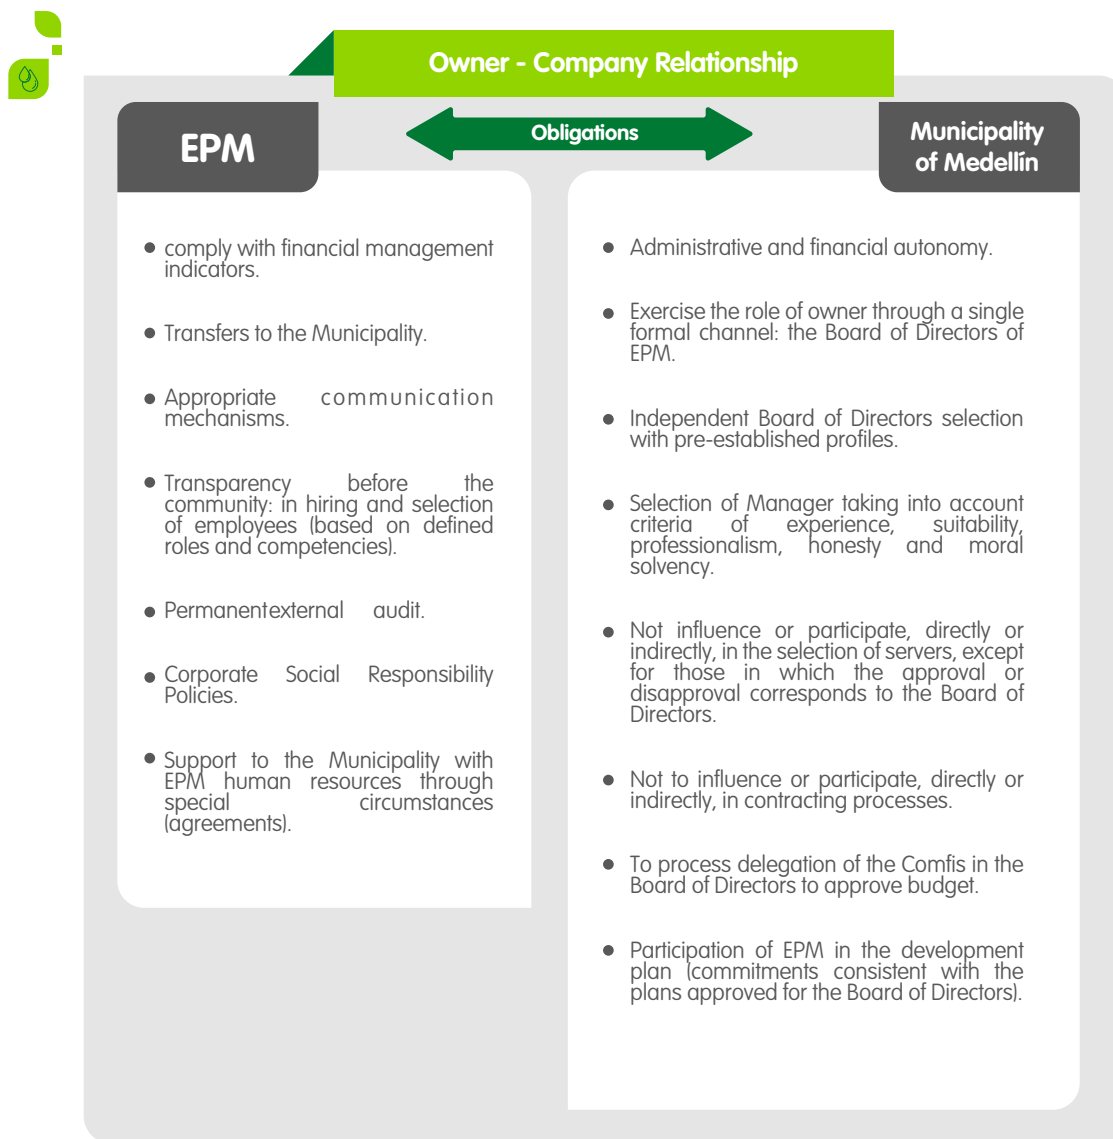 Owner - Company Relationship
Obligations
EPM
comply with financial management
indicators.
Transfers to the Municipality.
Appropriate communication
mechanisms.
Transparency before the
community: in hiring and selection
of employees (based on defined
roles and competencies).
Permanentexternal audit.
Corporate Social Responsibility
Policies.
Support to the Municipality with
EPM human resources through
special circumstances
(agreements).
Municipality
of Medellín
Administrative and financial autonomy.
Exercise the role of owner through a single
formal channel: the Board of Directors of
EPM.
Independent Board of Directors selection
with pre-established profiles.
Selection of Manager taking into account
criteria of experience, suitability,
professionalism, honesty and moral
solvency.
Not influence or participate, directly or
indirectly, in the selection of servers, except
for those in which the approval or
disapproval corresponds to the Board of
Directors.
Not to influence or participate, directly or
indirectly, in contracting processes.
To process delegation of the Comfis in the
Board of Directors to approve budget.
Participation of EPM in the development
plan (commitments consistent with the
plans approved for the Board of Directors).